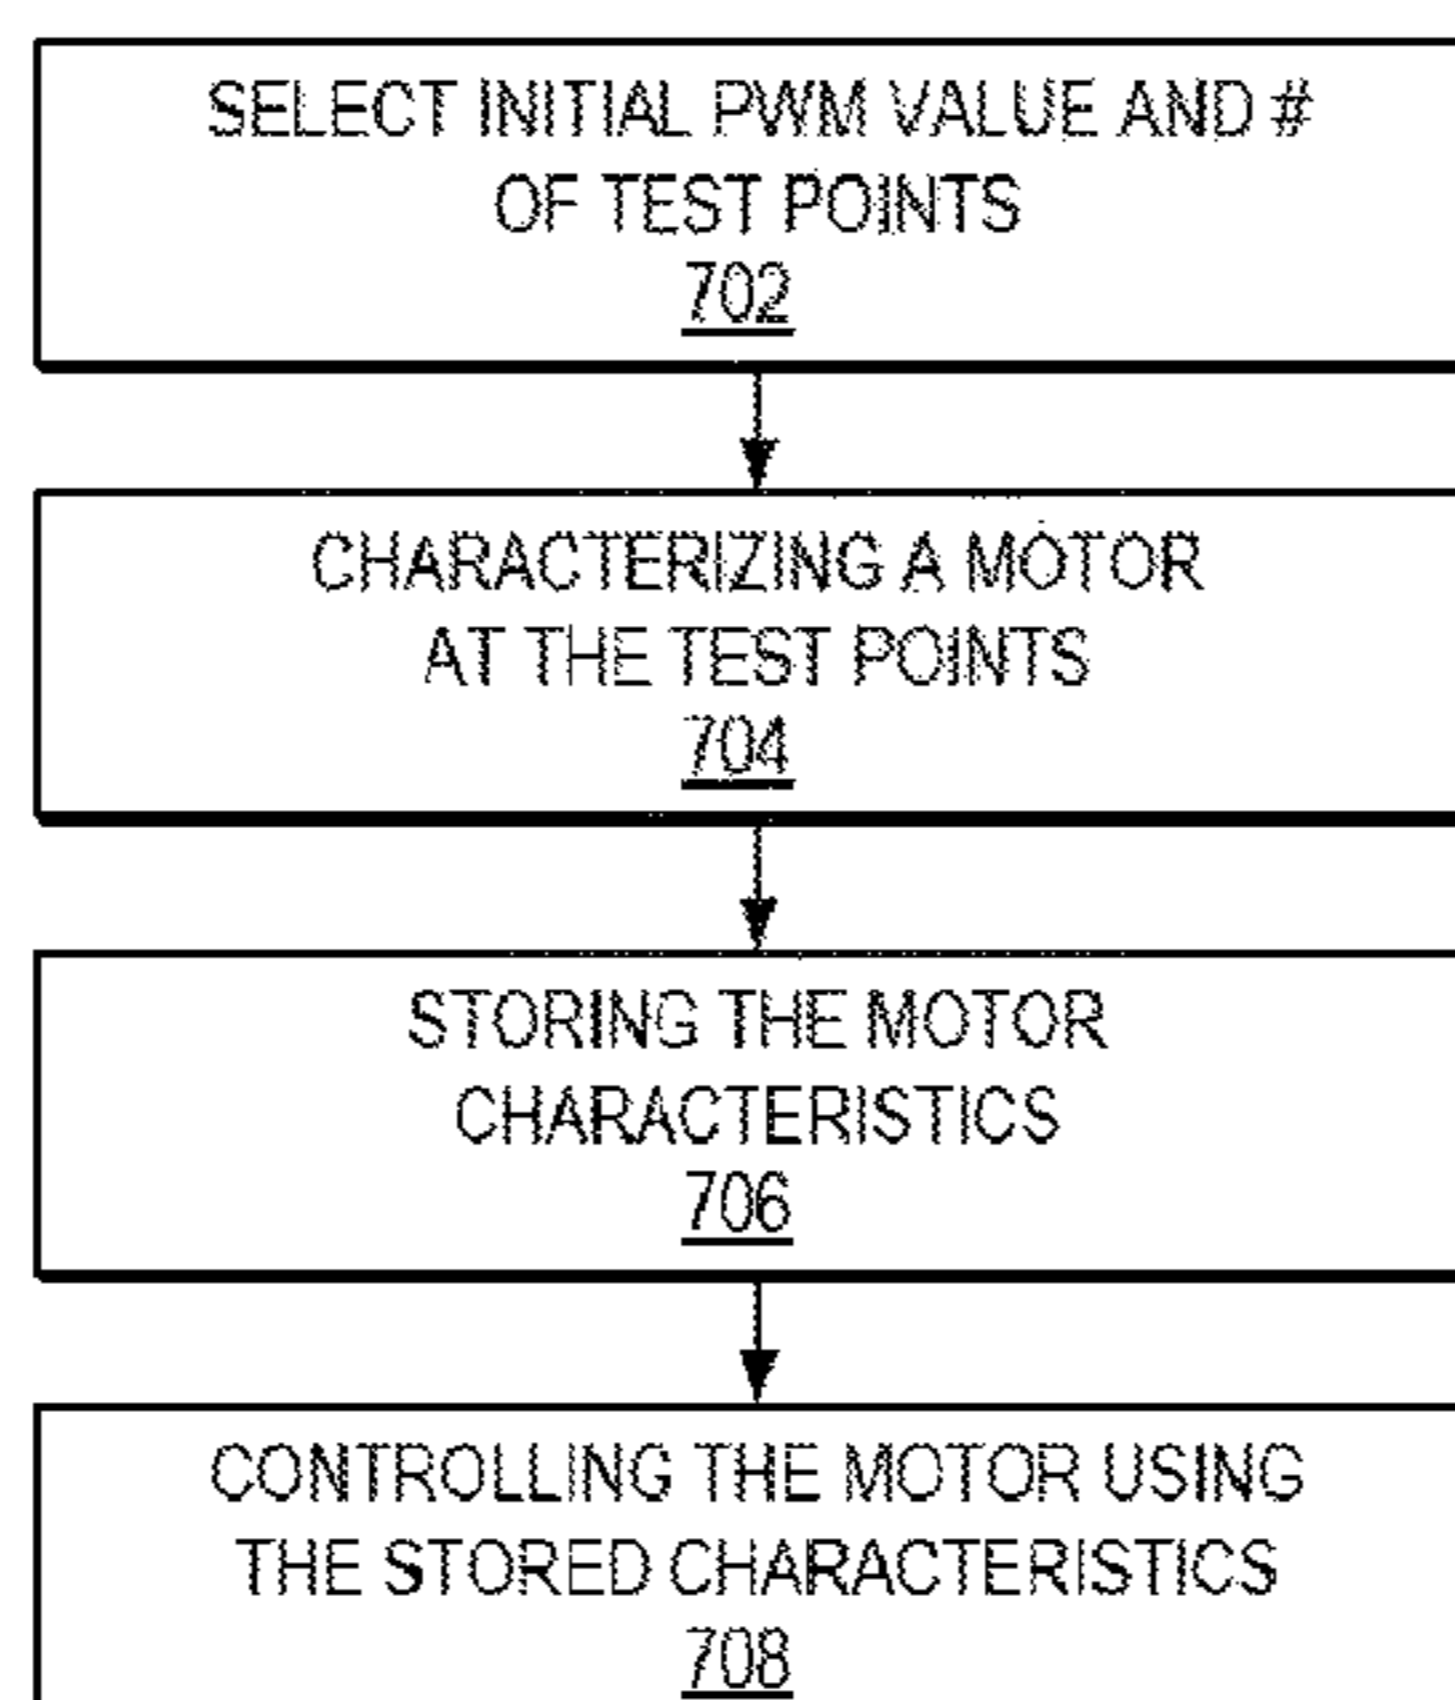 SELECT INITIAL PWM VALUE AND #
OF TEST POINTS
702
CHARACTERIZING A MOTOR
AT THE TEST POINTS
704
STORING THE MOTOR
CHARACTERISTICS
706
CONTROLLING THE MOTOR USING
THE STORED CHARACTERISTICS
708